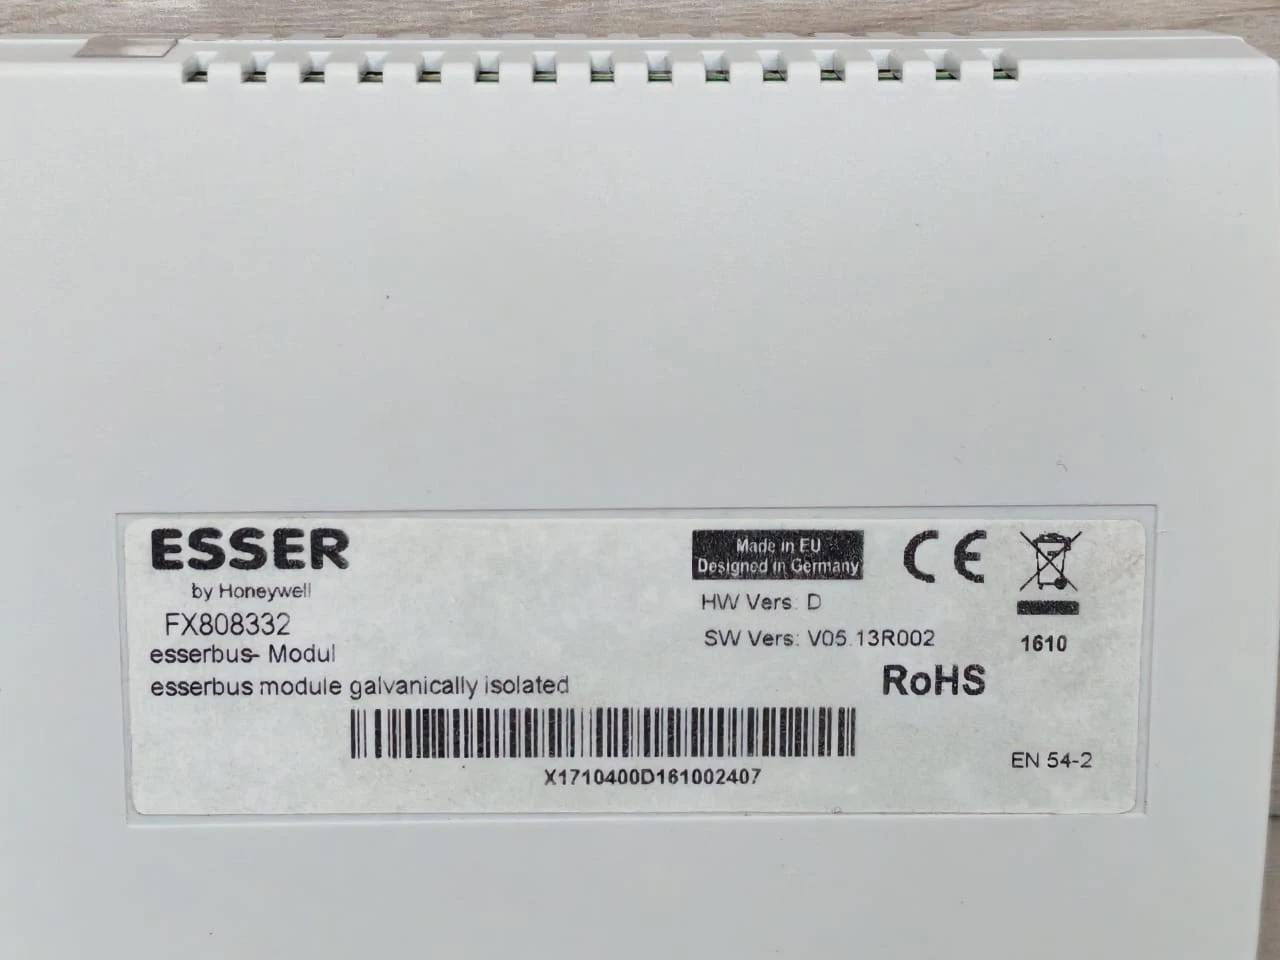 ESSER
by Honeywell
FX808332
esserbus- Modul
esserbus module galvanically isolated
X1710400D161002407
Made in EU
Designed in Germany
HW Vers: D
SW Vers: V05.13R002
CE
1610
RoHS
EN 54-2